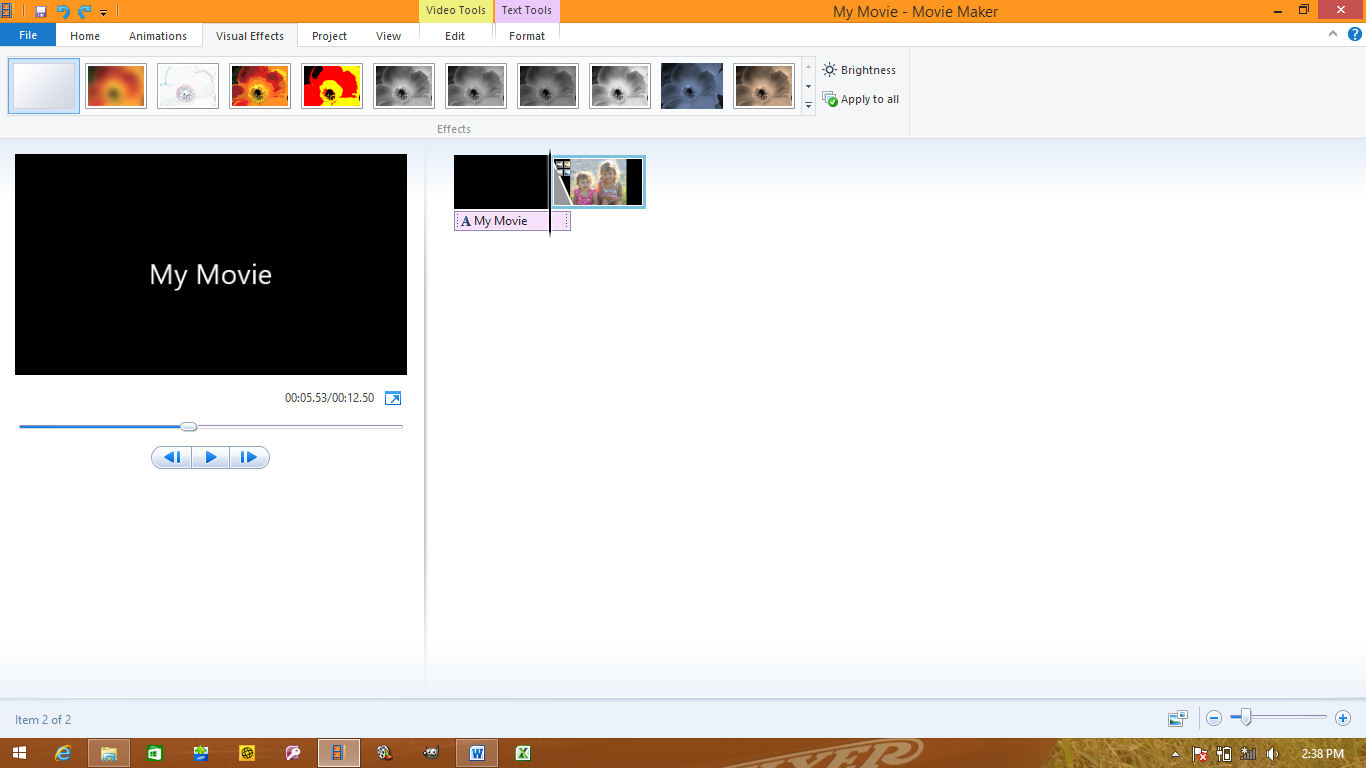 Video Tools Text Tools My Movie - Movie Maker
File Home Animations Visual Effects Project View Edit Format
Brightness
Apply to all
Effects
My Movie
A My Movie
00:05.53/00:12.50
Item 2 of 2
2:38 PM